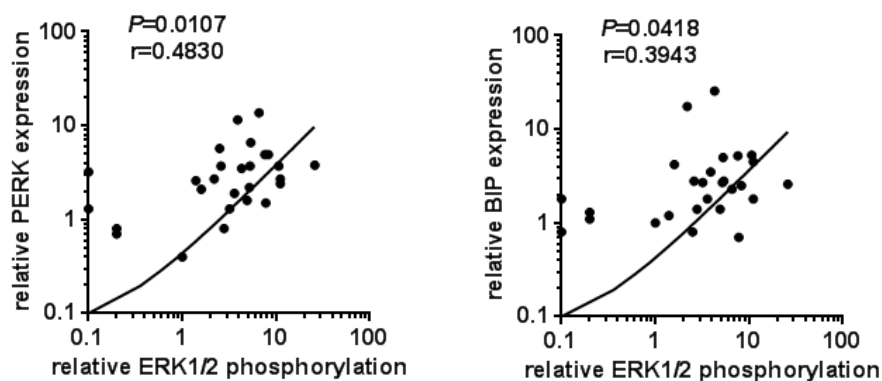 P=0.0107
r=0.4830
relative PERK expression
100
10
1
0.1
0.1
1
10
100
relative ERK1/2 phosphorylation
P=0.0418
r=0.3943
relative BIP expression
100
10
1
0.1
0.1
1
10
100
relative ERK1/2 phosphorylation